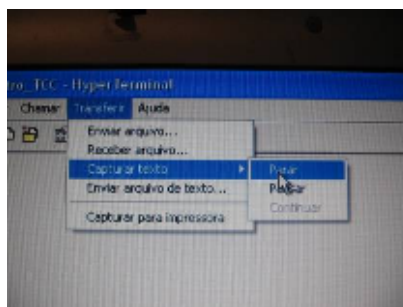 tro_TCC - HyperTerminal
Chamar Transferir Ajuda
Enviar arquivo...
Receber arquivo...
Capturar texto
Parar
Enviar arquivo de texto...
Pausar
Continuar
Capturar para impressora